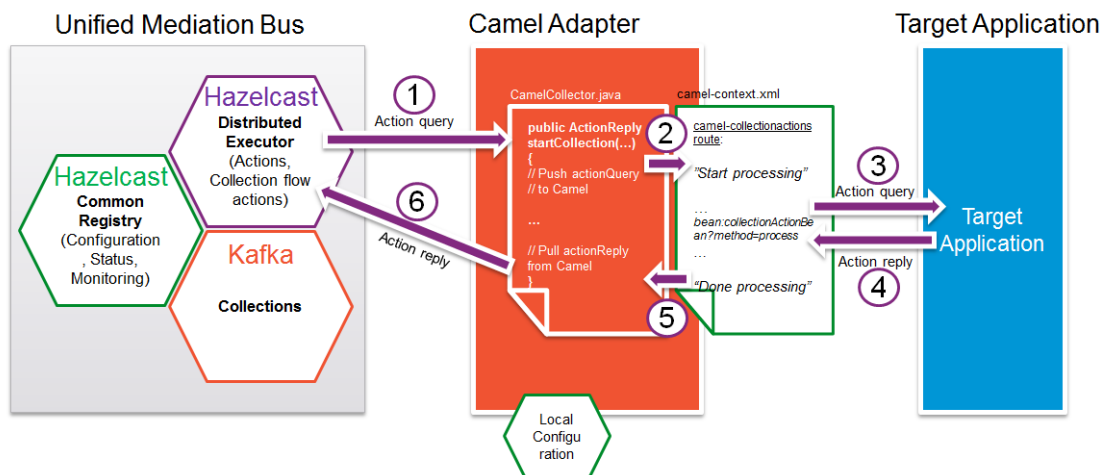 Unified Mediation Bus
Camel Adapter
Target Application
Hazelcast
Distributed
Executor
(Actions,
Collection flow
actions)
Hazelcast
Common
Registry
(Configuration
, Status,
Monitoring)
Kafka
Collections
1
Action query
6
Action reply
CamelCollector.java
public ActionReply
startCollection(…)
{
// Push actionQuery
// to Camel
…
// Pull actionReply
from Camel
}
2
5
camel-context.xml
camel-collectionactions
route:
"Start processing"
…
bean:collectionActionBe
an?method=process
…
"Done processing"
3
Action query
Action reply
4
Target
Application
Local
Configu
ration